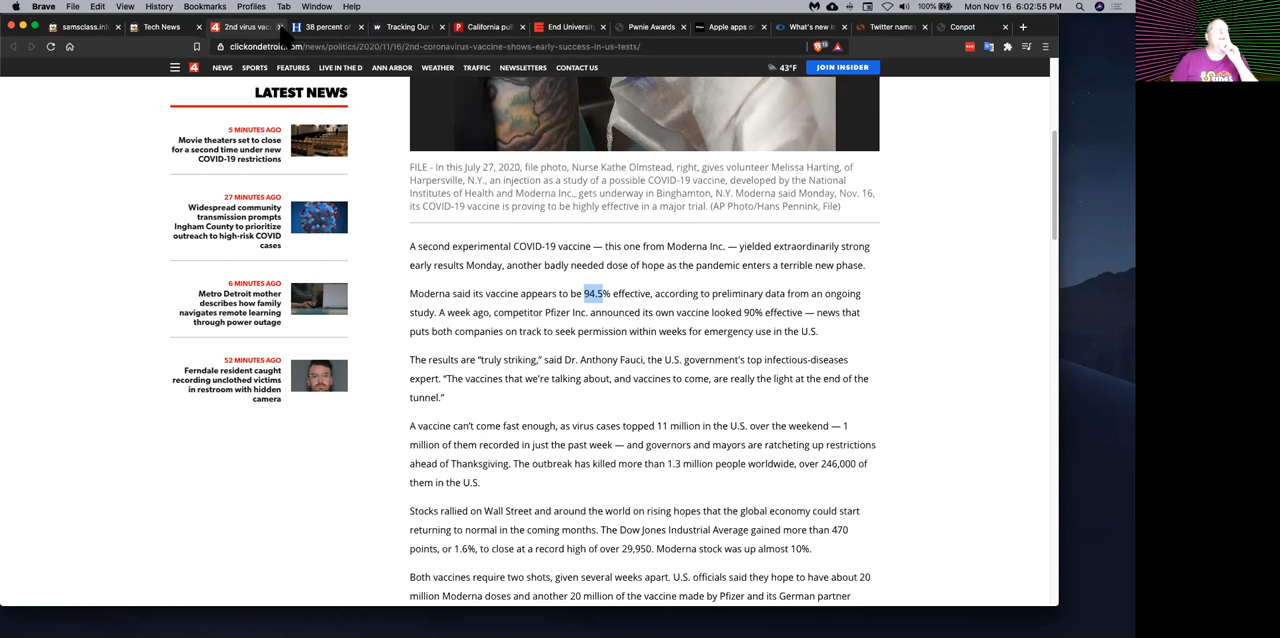 Brave File Edit View History Bookmarks Profiles Tab Window Help 100% Mon Nov 16 6:02:55 PM
samsclass.inf Tech News 2nd virus vac 38 percent of Tracking Our California pul End Universit Pwnie Awards Apple apps o What's new in Twitter names Conpot
clickondetroit.com/news/politics/2020/11/16/2nd-coronavirus-vaccine-shows-early-success-in-us-tests/
4 NEWS SPORTS FEATURES LIVE IN THE D ANN ARBOR WEATHER TRAFFIC NEWSLETTERS CONTACT US 43°F JOIN INSIDER
LATEST NEWS
5 MINUTES AGO
Movie theaters set to close
for a second time under new
COVID-19 restrictions
27 MINUTES AGO
Widespread community
transmission prompts
Ingham County to prioritize
outreach to high-risk COVID
cases
6 MINUTES AGO
Metro Detroit mother
describes how family
navigates remote learning
through power outage
52 MINUTES AGO
Ferndale resident caught
recording unclothed victims
in restroom with hidden
camera
FILE - In this July 27, 2020, file photo, Nurse Kathe Olmstead, right, gives volunteer Melissa Harting, of
Harpersville, N.Y., an injection as a study of a possible COVID-19 vaccine, developed by the National
Institutes of Health and Moderna Inc., gets underway in Binghamton, N.Y. Moderna said Monday, Nov. 16,
its COVID-19 vaccine is proving to be highly effective in a major trial. (AP Photo/Hans Pennink, File)
A second experimental COVID-19 vaccine — this one from Moderna Inc. — yielded extraordinarily strong
early results Monday, another badly needed dose of hope as the pandemic enters a terrible new phase.
Moderna said its vaccine appears to be 94.5% effective, according to preliminary data from an ongoing
study. A week ago, competitor Pfizer Inc. announced its own vaccine looked 90% effective — news that
puts both companies on track to seek permission within weeks for emergency use in the U.S.
The results are “truly striking,” said Dr. Anthony Fauci, the U.S. government's top infectious-diseases
expert. “The vaccines that we're talking about, and vaccines to come, are really the light at the end of the
tunnel.”
A vaccine can’t come fast enough, as virus cases topped 11 million in the U.S. over the weekend — 1
million of them recorded in just the past week — and governors and mayors are ratcheting up restrictions
ahead of Thanksgiving. The outbreak has killed more than 1.3 million people worldwide, over 246,000 of
them in the U.S.
Stocks rallied on Wall Street and around the world on rising hopes that the global economy could start
returning to normal in the coming months. The Dow Jones Industrial Average gained more than 470
points, or 1.6%, to close at a record high of over 29,950. Moderna stock was up almost 10%.
Both vaccines require two shots, given several weeks apart. U.S. officials said they hope to have about 20
million Moderna doses and another 20 million of the vaccine made by Pfizer and its German partner